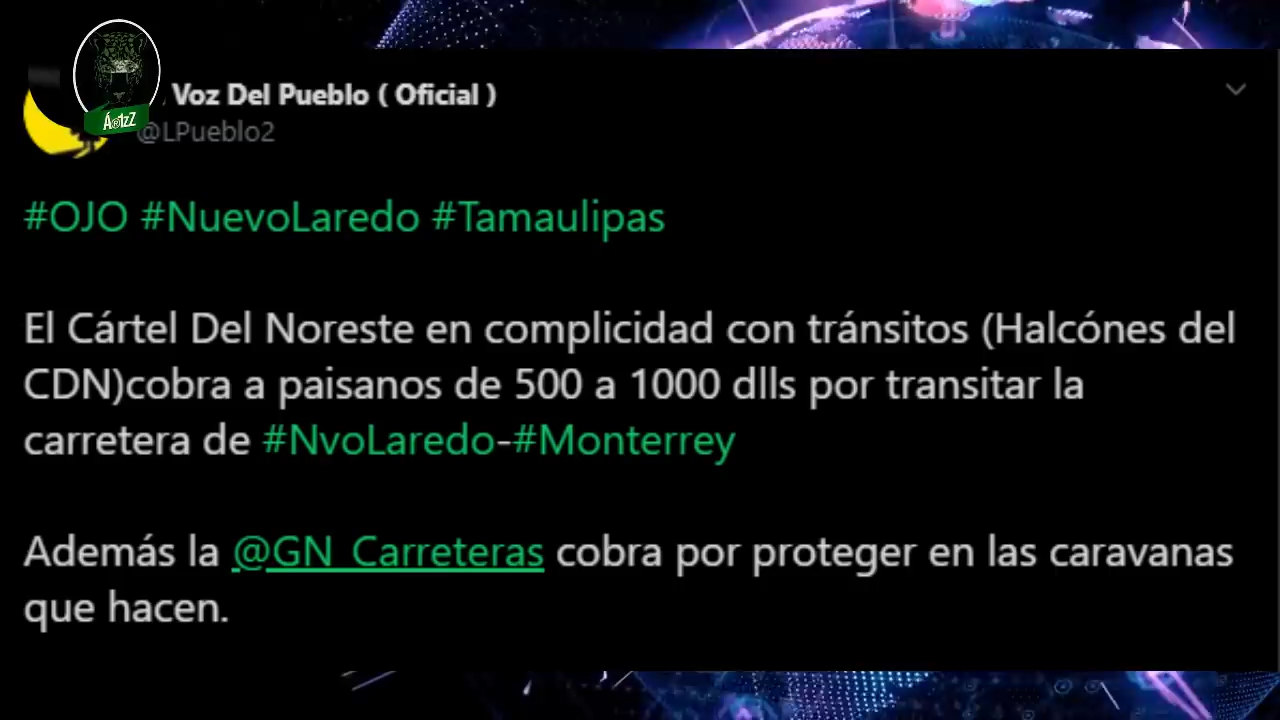 Voz Del Pueblo ( Oficial )
@LPueblo2
#OJO #NuevoLaredo #Tamaulipas
El Cártel Del Noreste en complicidad con tránsitos (Halcónes del
CDN)cobra a paisanos de 500 a 1000 dlls por transitar la
carretera de #NvoLaredo-#Monterrey
Además la @GN_Carreteras cobra por proteger en las caravanas
que hacen.